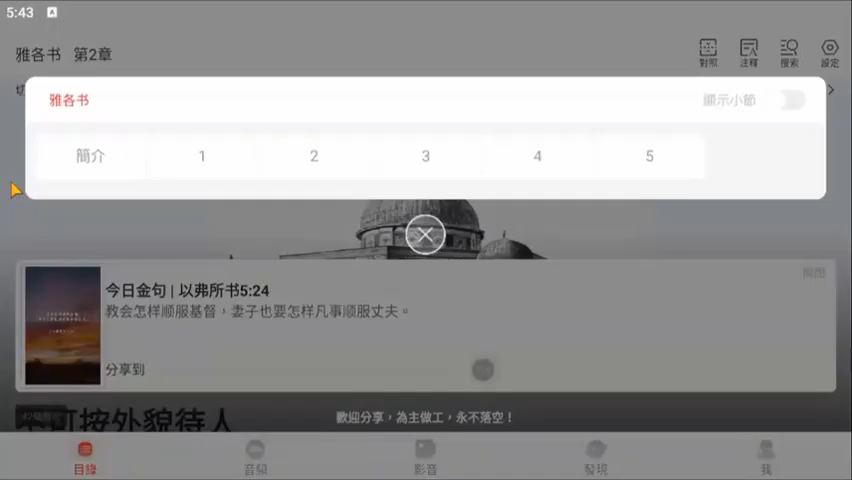 5:43 A
雅各书 第2章
對照 注釋 搜索 設定
切
雅各书
顯示小節
簡介 1 2 3 4 5
今日金句 | 以弗所书5:24
教会怎样顺服基督，妻子也要怎样凡事顺服丈夫。
分享到
不可按外貌待人
歡迎分享，為主做工，永不落空！
目錄 音頻 影音 發現 我